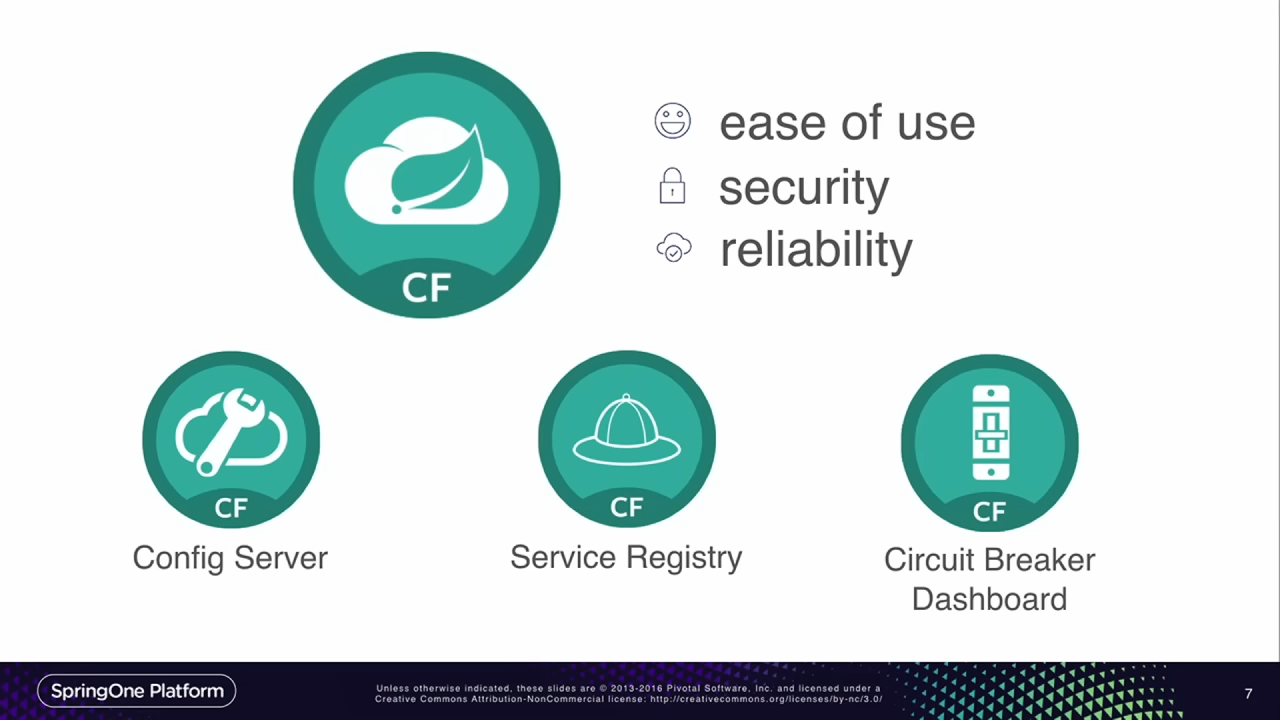 CF
ease of use
security
reliability
CF
Config Server
CF
Service Registry
CF
Circuit Breaker
Dashboard
SpringOne Platform
Unless otherwise indicated, these slides are © 2013-2016 Pivotal Software, Inc. and licensed under a
Creative Commons Attribution-NonCommercial license: http://creativecommons.org/licenses/by-nc/3.0/
7